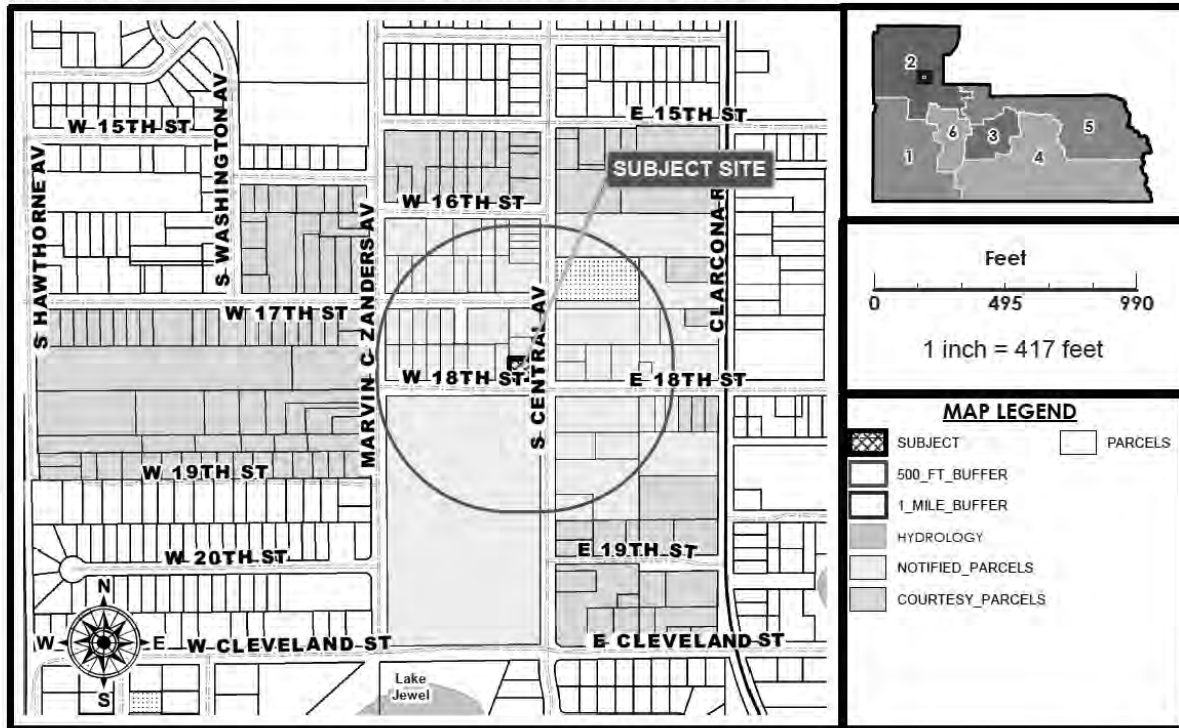 W 15TH ST
S WASHINGTON AV
E 15TH ST
SUBJECT SITE
W 16TH ST
S HAWTHORNE AV
MARVIN C ZANDERS AV
CLARCONA R
W 17TH ST
S CENTRAL AV
W 18TH ST
E 18TH ST
W 19TH ST
W 20TH ST
E 19TH ST
N
W
E
S
W CLEVELAND ST
E CLEVELAND ST
Lake
Jewel
2
1
6
3
5
4
Feet
0 495 990
1 inch = 417 feet
MAP LEGEND
SUBJECT
PARCELS
500_FT_BUFFER
1_MILE_BUFFER
HYDROLOGY
NOTIFIED_PARCELS
COURTESY_PARCELS